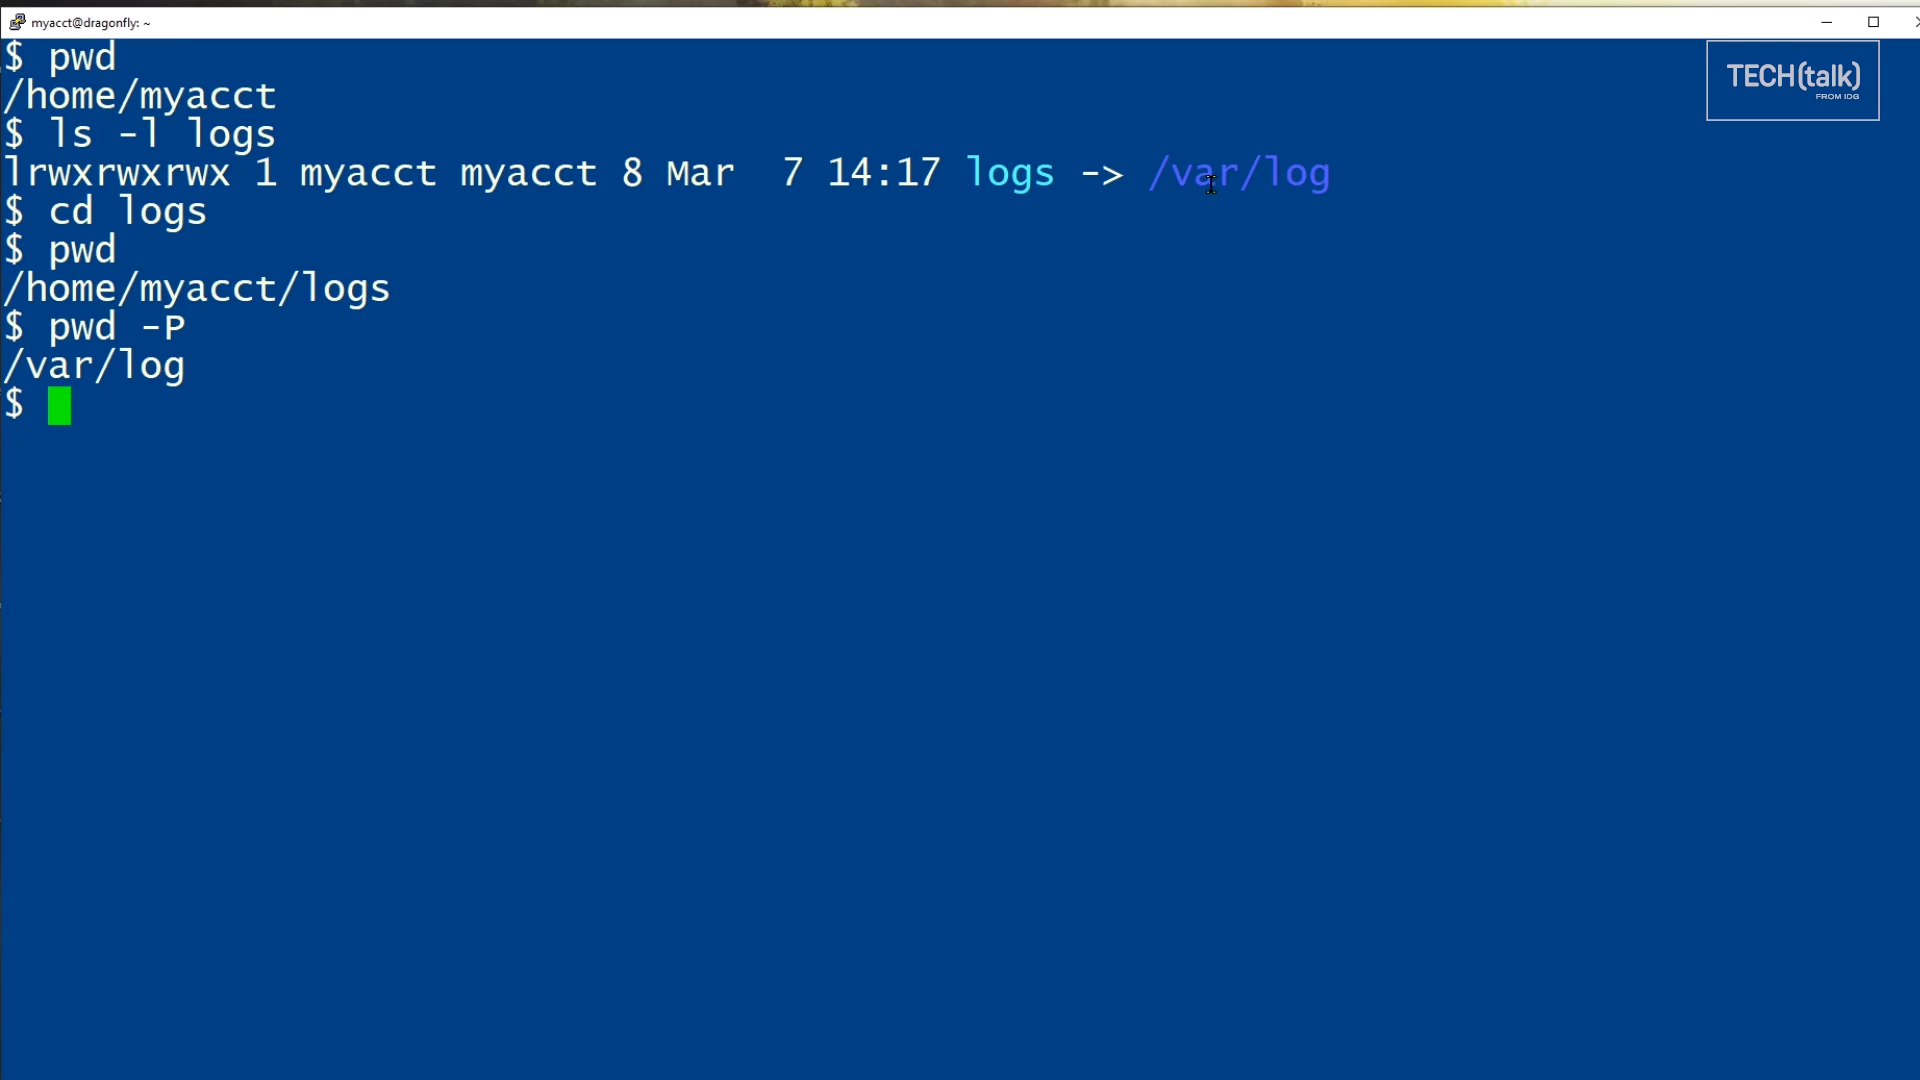 myacct@dragonfly: ~
$ pwd
/home/myacct
$ ls -l logs
lrwxrwxrwx 1 myacct myacct 8 Mar  7 14:17 logs -> /var/log
$ cd logs
$ pwd
/home/myacct/logs
$ pwd -P
/var/log
$
TECH(talk)
FROM IDG